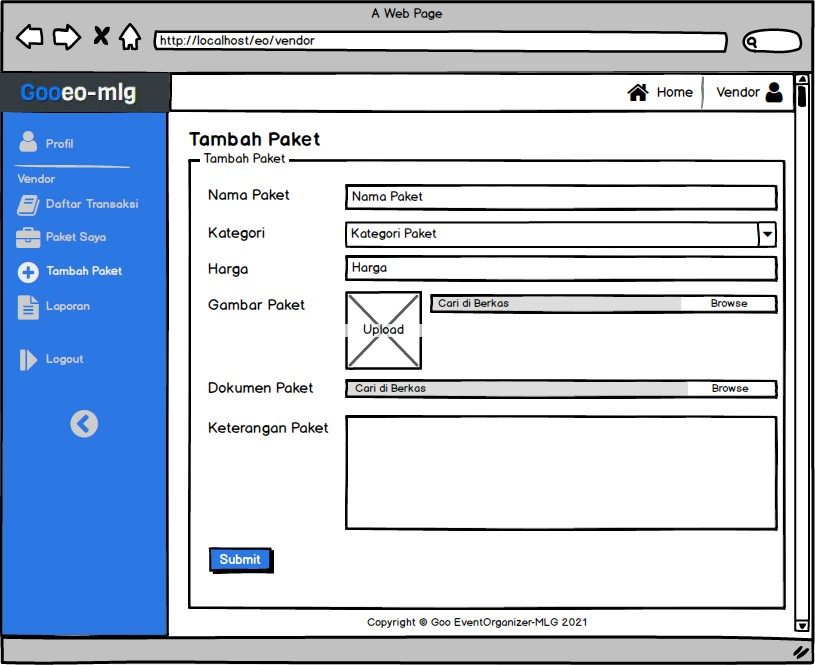 A Web Page
http://localhost/eo/vendor
Gooeo-mlg
Home
Vendor
Profil
Vendor
Daftar Transaksi
Paket Saya
Tambah Paket
Laporan
Logout
Tambah Paket
Tambah Paket
Nama Paket
Nama Paket
Kategori
Kategori Paket
Harga
Harga
Gambar Paket
Upload
Cari di Berkas
Browse
Dokumen Paket
Cari di Berkas
Browse
Keterangan Paket
Submit
Copyright © Goo EventOrganizer-MLG 2021